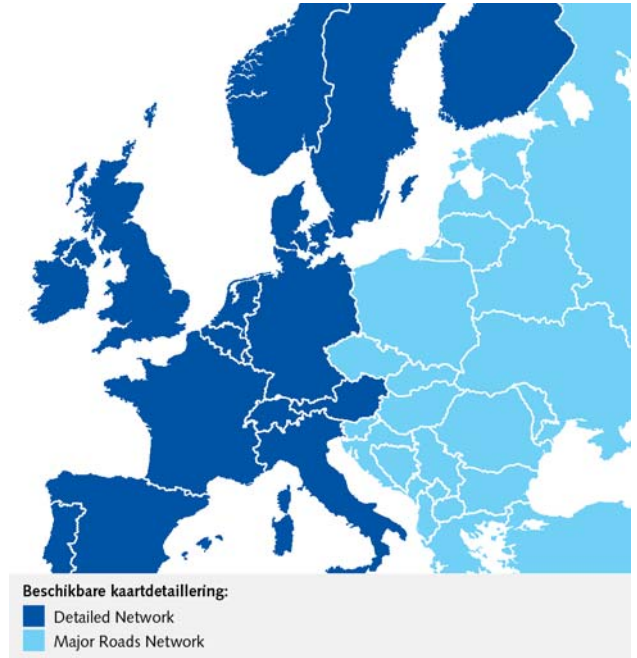 Beschikbare kaartdetaillering:
Detailed Network
Major Roads Network